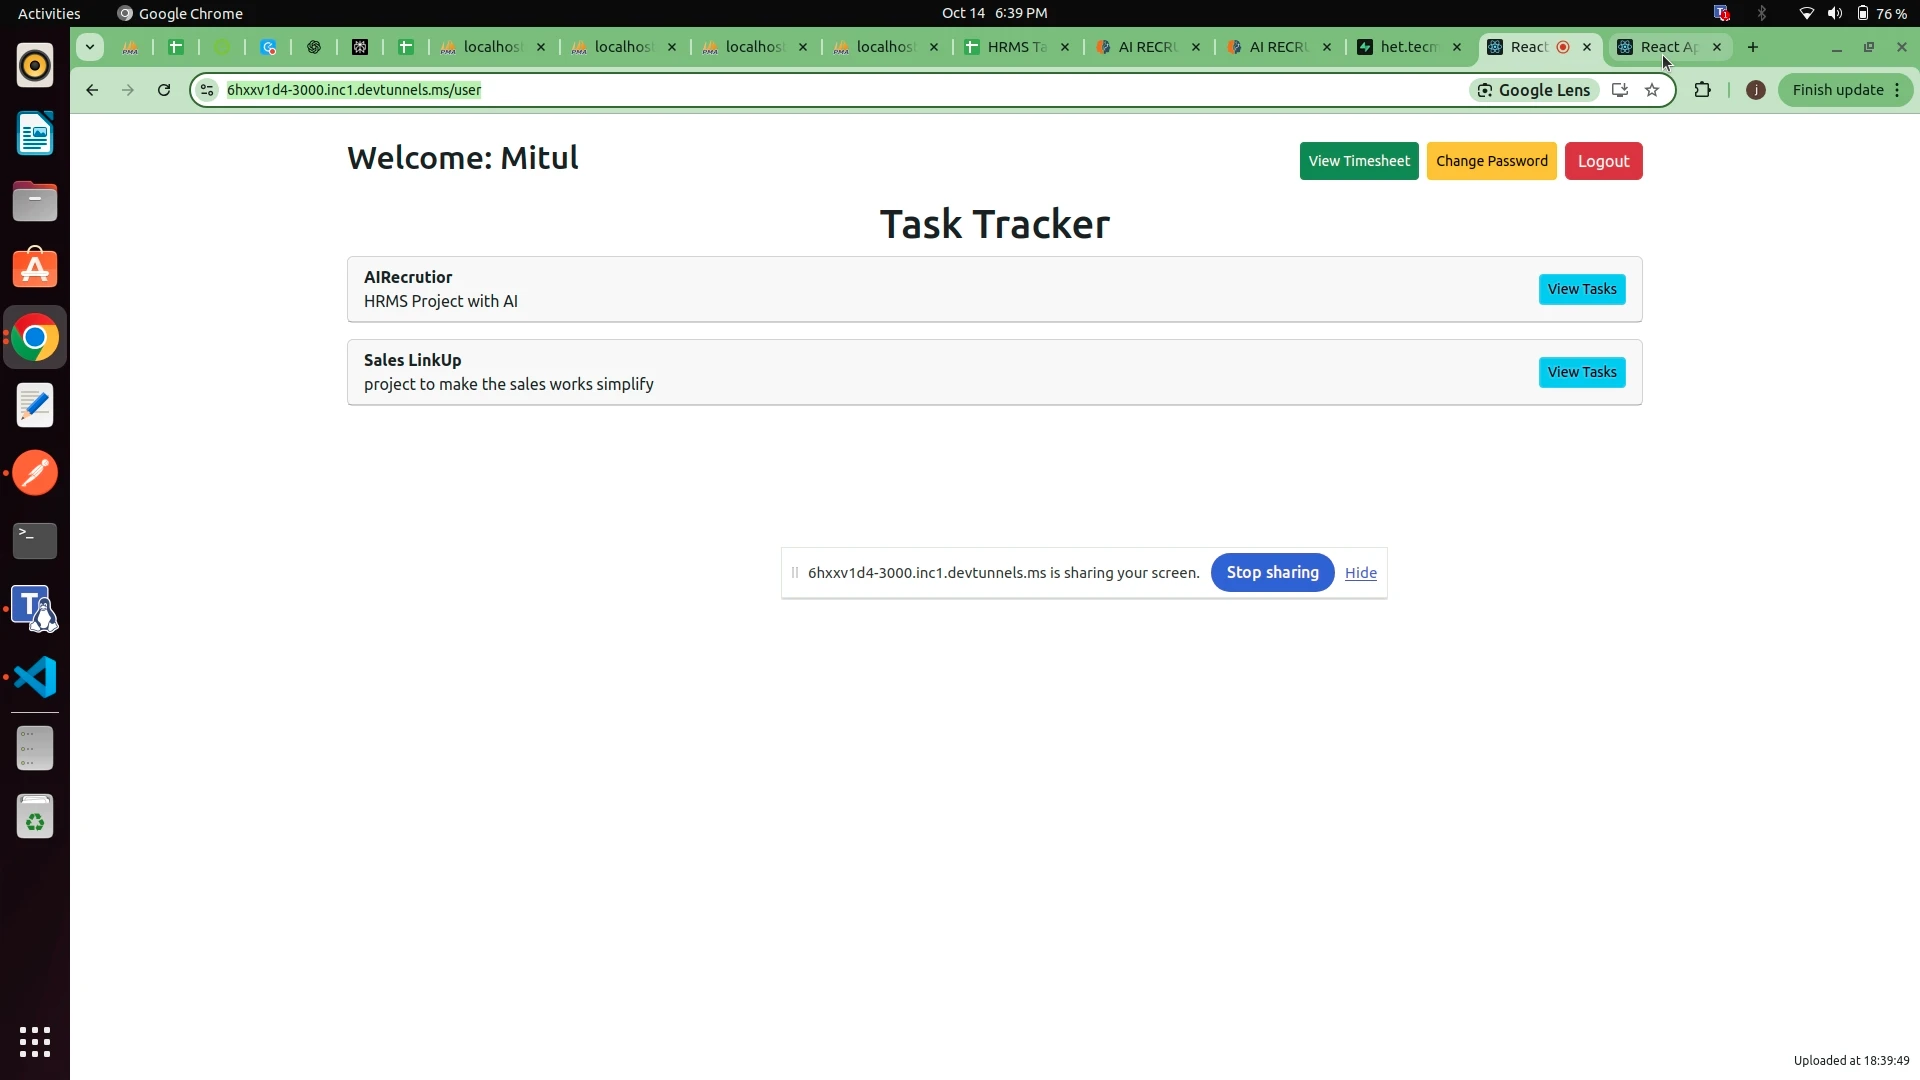 Activities Google Chrome Oct 14 6:39 PM 76 %
localhost localhost localhost localhost HRMS Ta AI RECRU AI RECRU het.tecm React React Ap
6hxxv1d4-3000.inc1.devtunnels.ms/user Google Lens j Finish update
Welcome: Mitul View Timesheet Change Password Logout
Task Tracker
AIRecrutior
HRMS Project with AI
View Tasks
Sales LinkUp
project to make the sales works simplify
View Tasks
6hxxv1d4-3000.inc1.devtunnels.ms is sharing your screen. Stop sharing Hide
Uploaded at 18:39:49